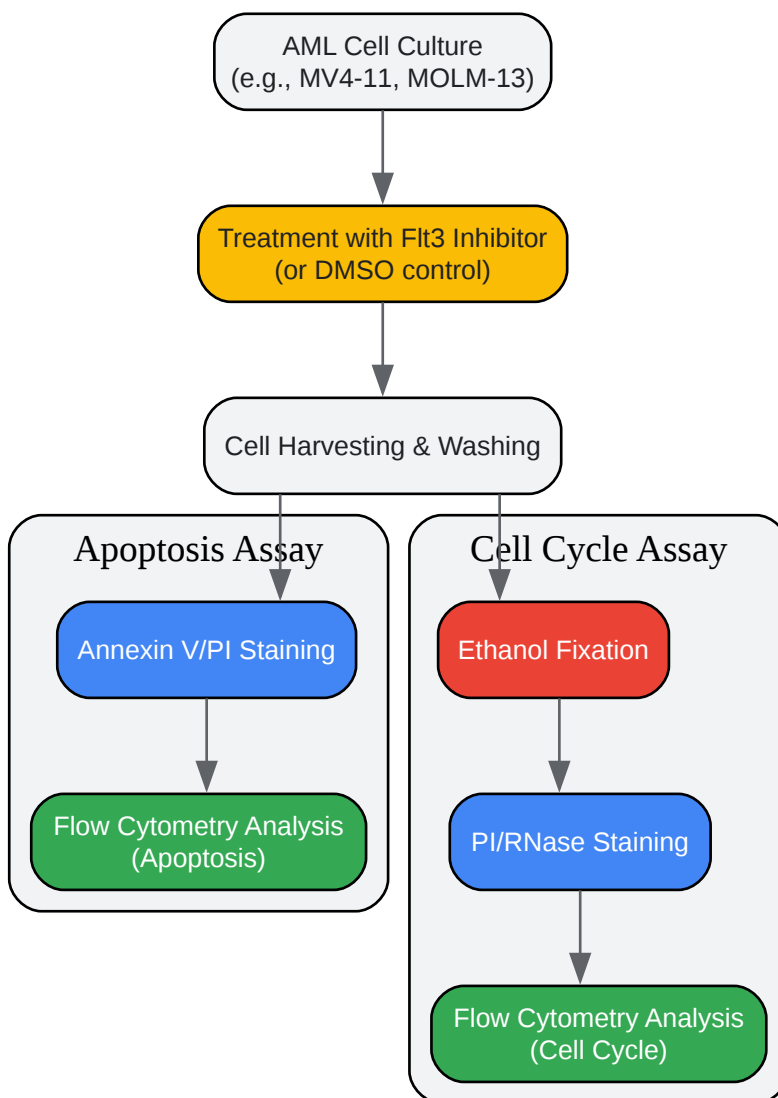 AML Cell Culture
(e.g., MV4-11, MOLM-13)
Treatment with Flt3 Inhibitor
(or DMSO control)
Cell Harvesting & Washing
Apoptosis Assay
Annexin V/PI Staining
Flow Cytometry Analysis
(Apoptosis)
Cell Cycle Assay
Ethanol Fixation
PI/RNase Staining
Flow Cytometry Analysis
(Cell Cycle)